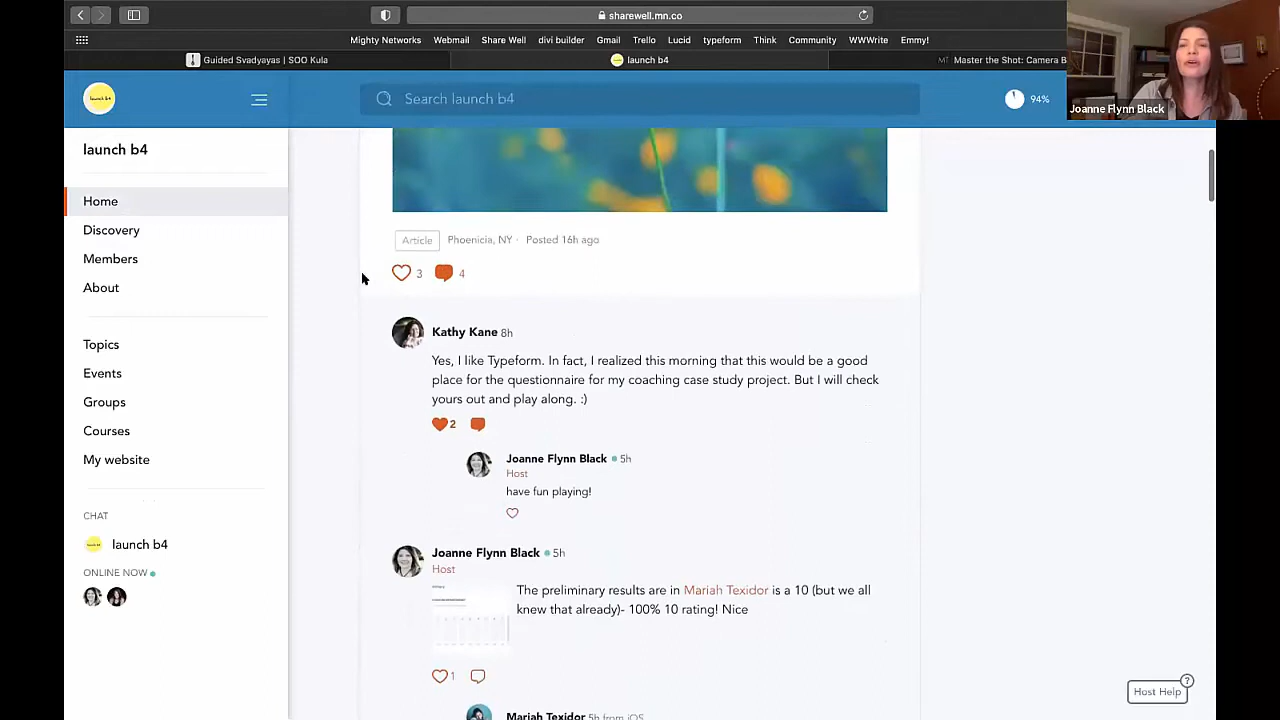 sharewell.mn.co
Mighty Networks Webmail Share Well divi builder Gmail Trello Lucid typeform Think Community WWWrite Emmy!
Guided Svadyayas | SOO Kula
launch b4
Master the Shot: Camera B
Joanne Flynn Black
launch b4
Search launch b4
94%
launch b4
Home
Discovery
Members
About
Topics
Events
Groups
Courses
My website
CHAT
launch b4
ONLINE NOW
Article Phoenicia, NY · Posted 16h ago
3 4
Kathy Kane 8h
Yes, I like Typeform. In fact, I realized this morning that this would be a good
place for the questionnaire for my coaching case study project. But I will check
yours out and play along. :)
2
Joanne Flynn Black 5h
Host
have fun playing!
Joanne Flynn Black 5h
Host
The preliminary results are in Mariah Texidor is a 10 (but we all
knew that already)- 100% 10 rating! Nice
1
Mariah Texidor 5h from iOS
Host Help
?